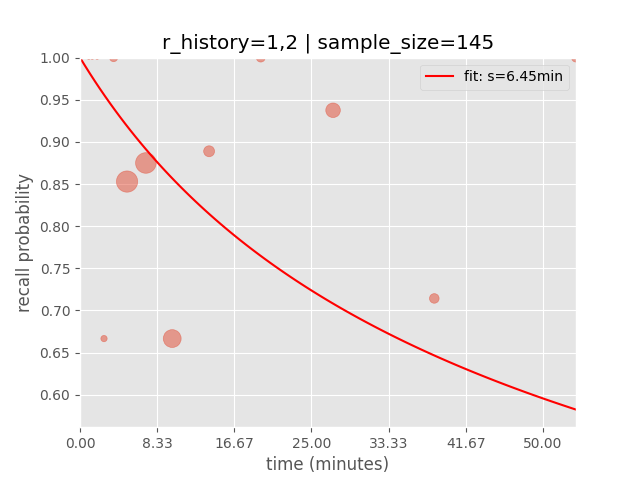 r_history=1,2 | sample_size=145
fit: s=6.45min
recall probability
1.00
0.95
0.90
0.85
0.80
0.75
0.70
0.65
0.60
0.00 8.33 16.67 25.00 33.33 41.67 50.00
time (minutes)